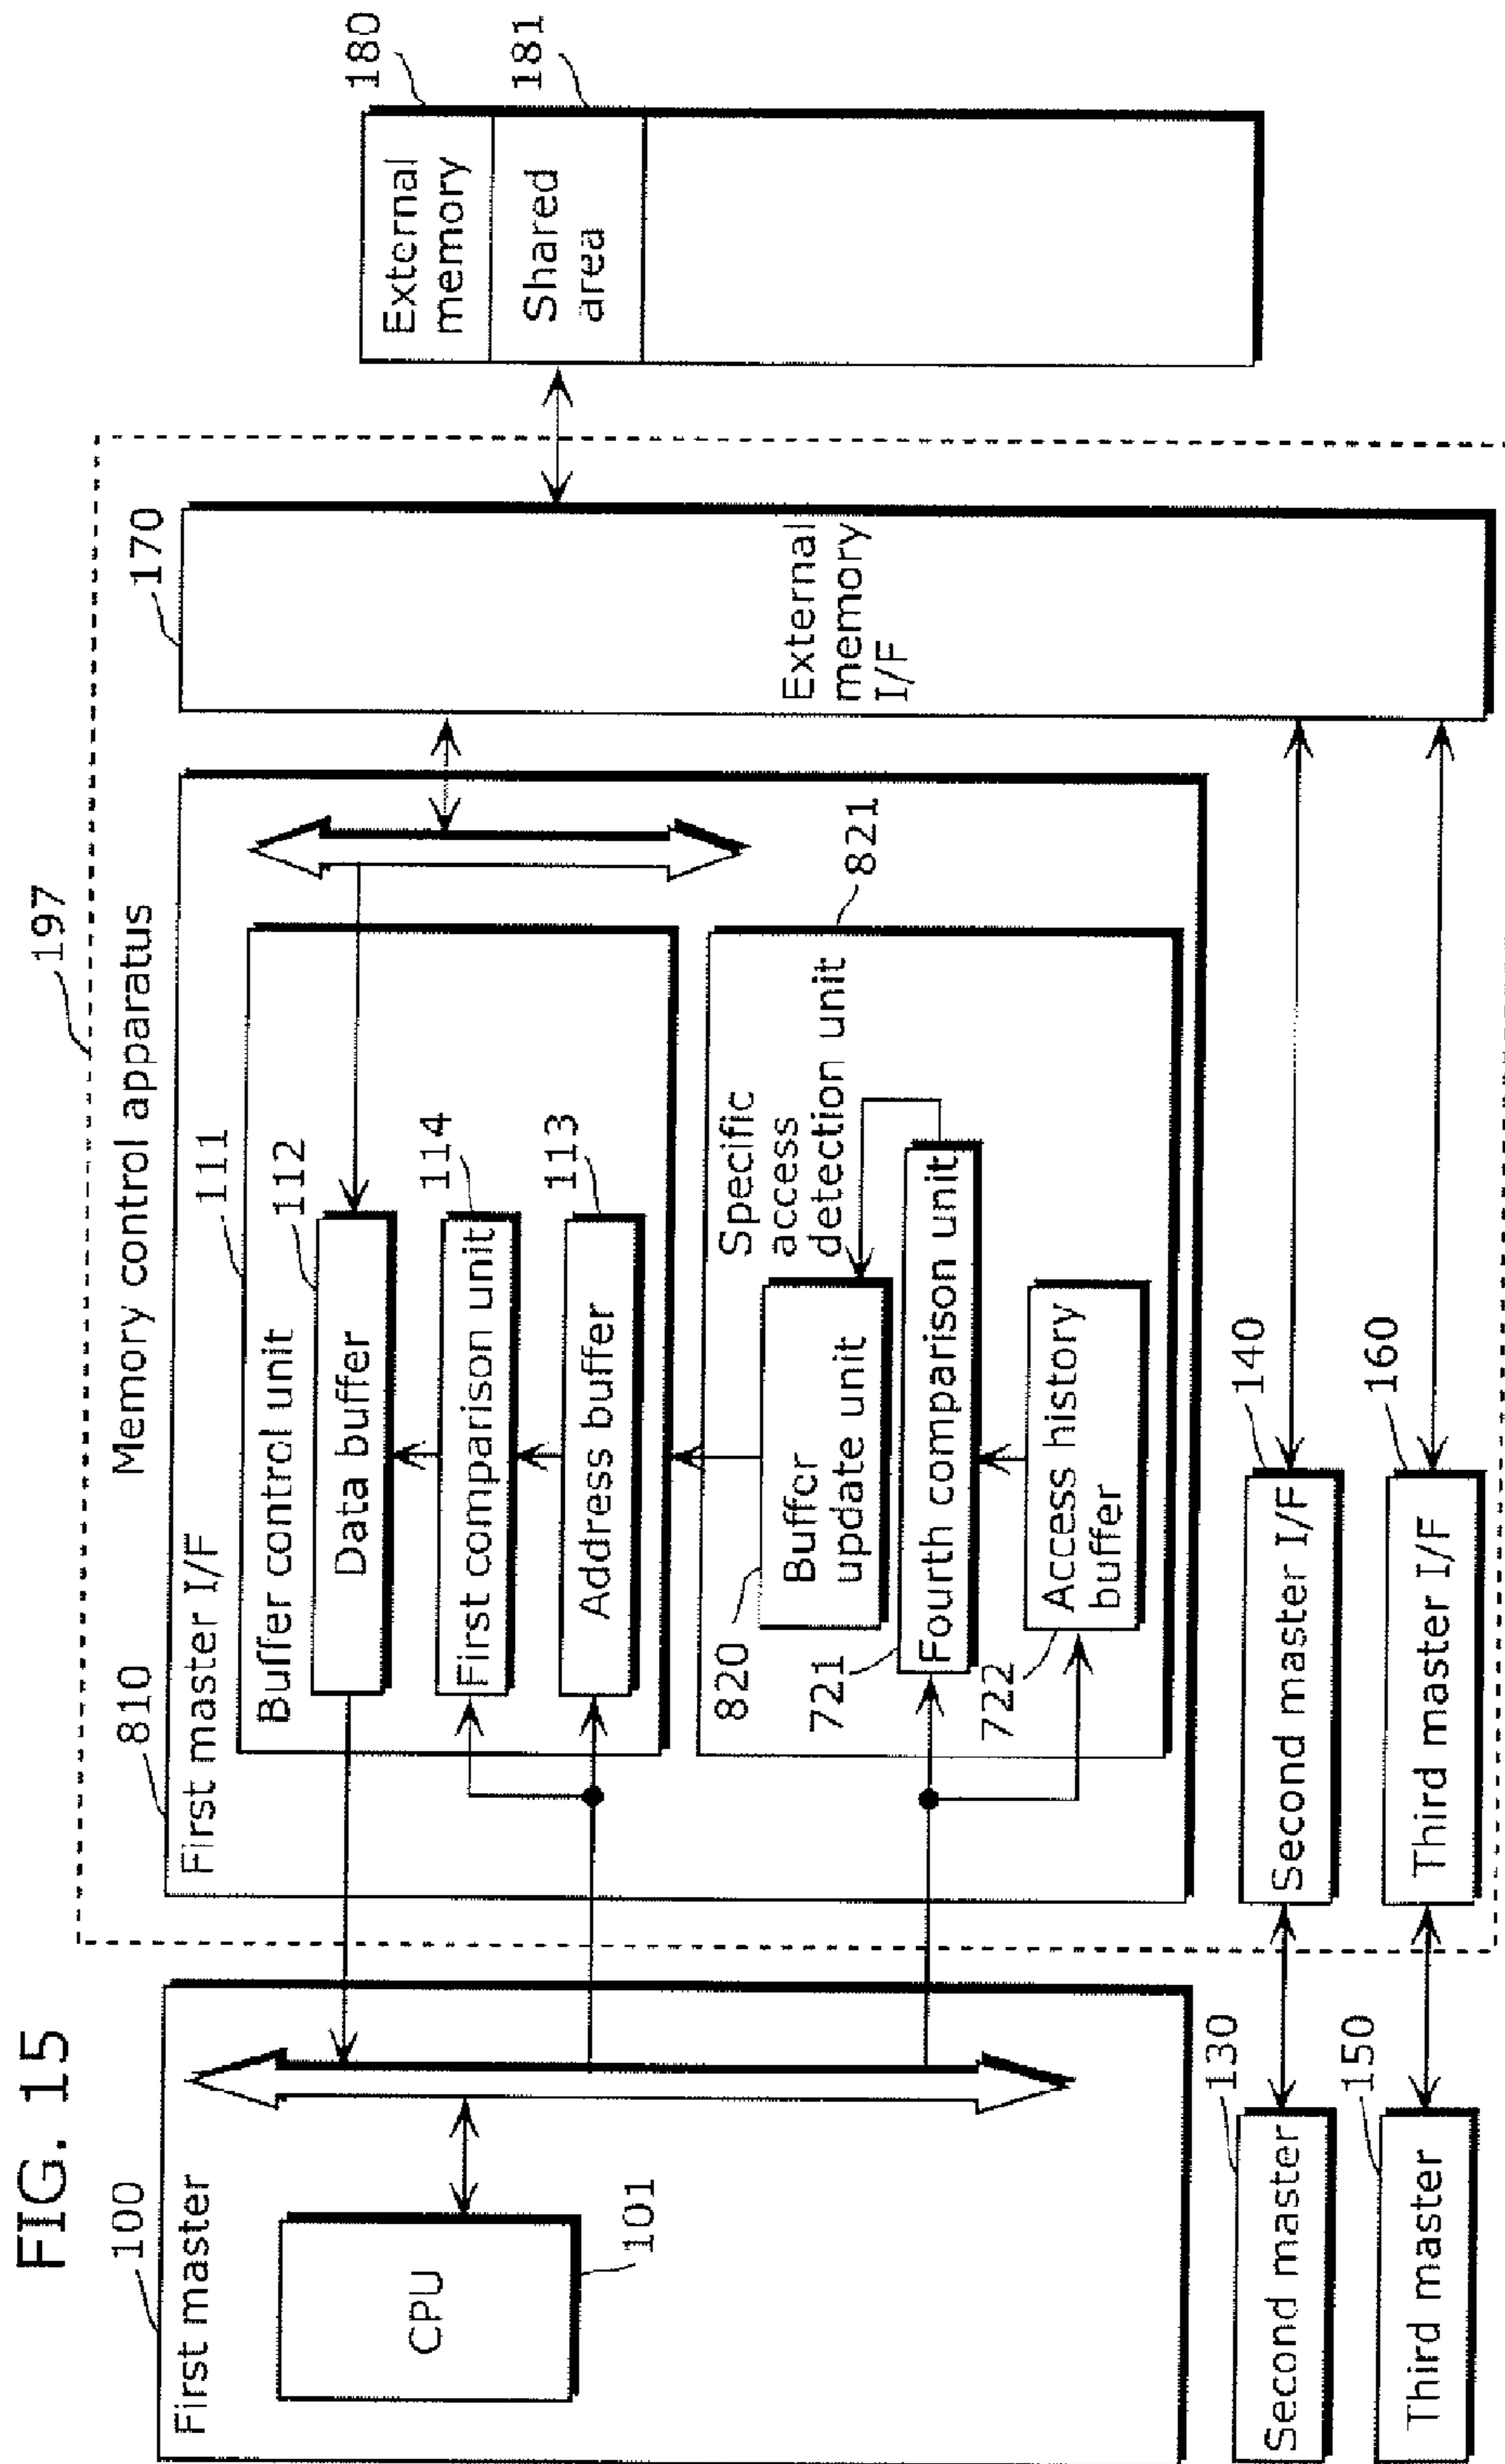 FIG. 15
100
First master
CPU
101
Second master
130
Third master
150
197
Memory control apparatus
810
First master I/F
111
Buffer control unit
112
Data buffer
114
First comparison unit
113
Address buffer
821
Specific
access
detection unit
820
Buffer
update unit
721
Fourth comparison unit
722
Access history
buffer
140
Second master I/F
160
Third master I/F
170
External
memory
I/F
180
External
memory
181
Shared
area